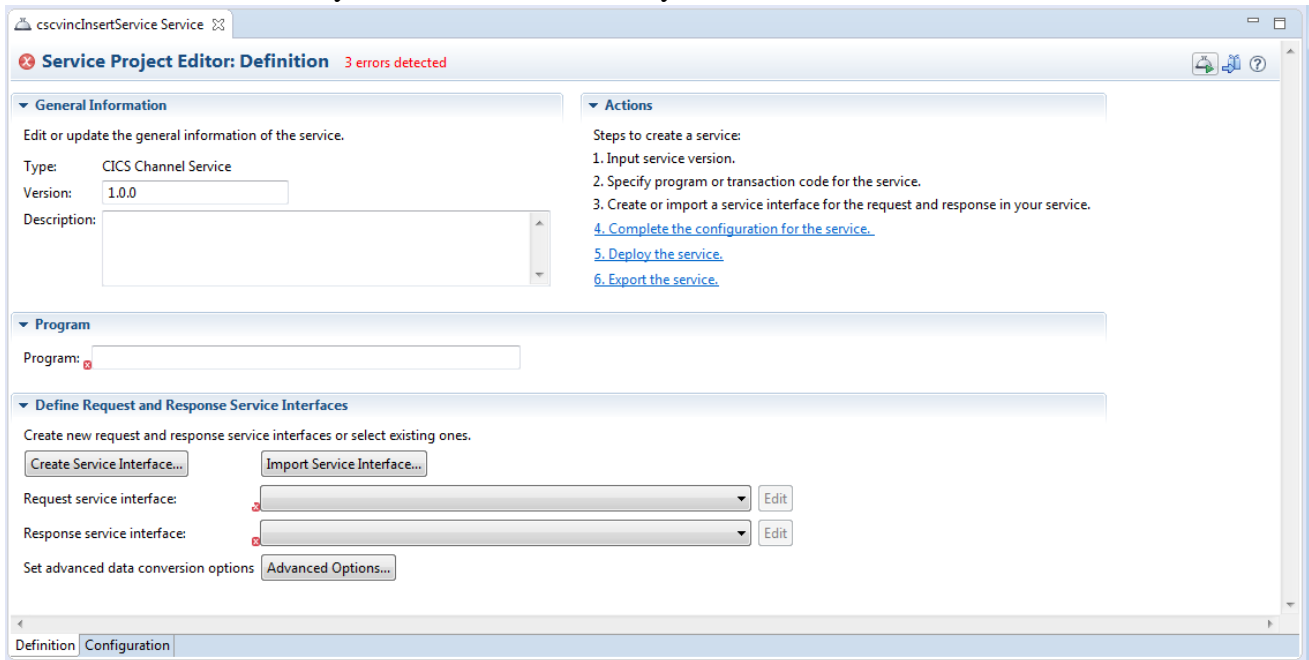 cscvincInsertService Service
Service Project Editor: Definition 3 errors detected
General Information
Edit or update the general information of the service.
Type: CICS Channel Service
Version: 1.0.0
Description:
Actions
Steps to create a service:
1. Input service version.
2. Specify program or transaction code for the service.
3. Create or import a service interface for the request and response in your service.
4. Complete the configuration for the service.
5. Deploy the service.
6. Export the service.
Program
Program:
Define Request and Response Service Interfaces
Create new request and response service interfaces or select existing ones.
Create Service Interface... Import Service Interface...
Request service interface: Edit
Response service interface: Edit
Set advanced data conversion options Advanced Options...
Definition Configuration